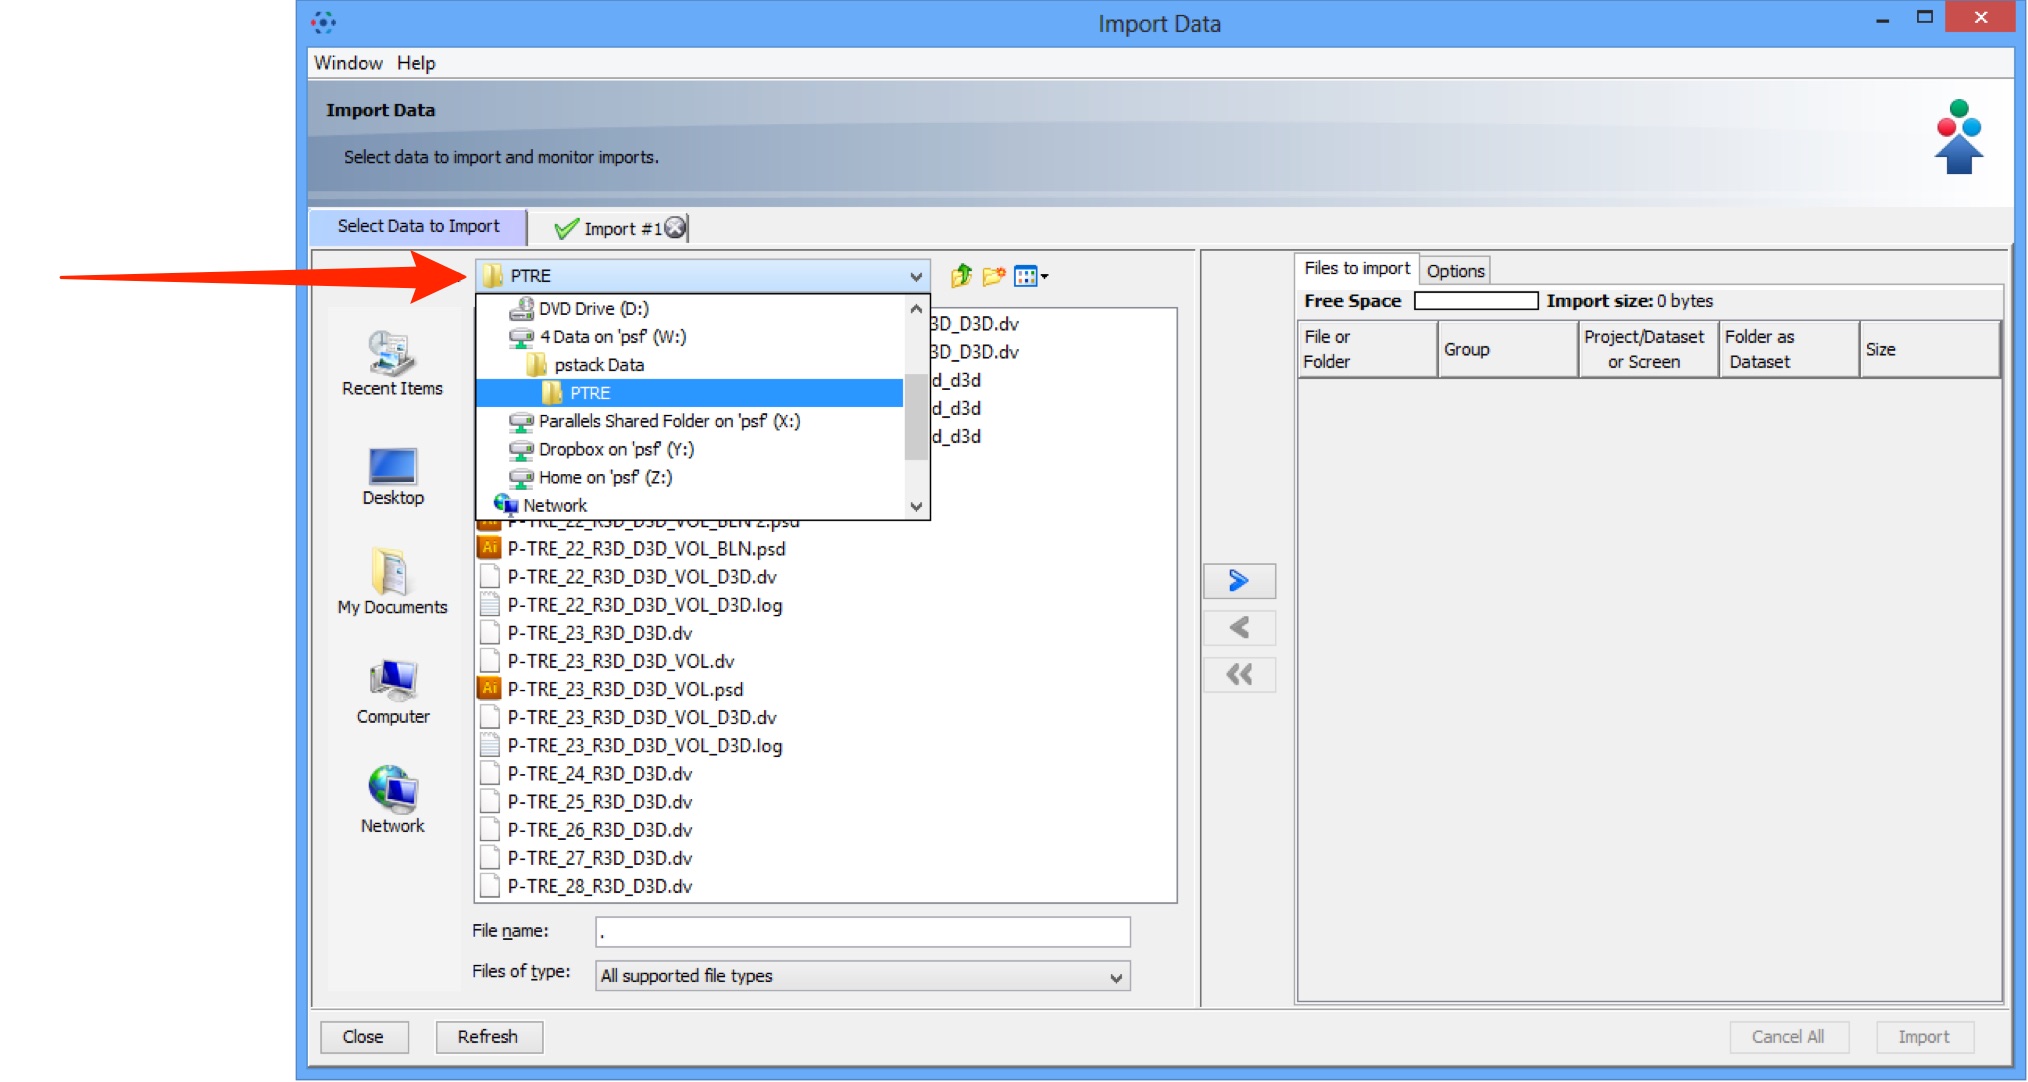 Import Data
Window Help
Import Data
Select data to import and monitor imports.
Select Data to Import
Import #1
PTRE
DVD Drive (D:)
4 Data on 'psf' (W:)
pstack Data
PTRE
Parallels Shared Folder on 'psf' (X:)
Dropbox on 'psf' (Y:)
Home on 'psf' (Z:)
Network
3D_D3D.dv
3D_D3D.dv
d_d3d
d_d3d
d_d3d
P-TRE_22_R3D_D3D_VOL_BLN 2.psd
P-TRE_22_R3D_D3D_VOL_BLN.psd
P-TRE_22_R3D_D3D_VOL_D3D.dv
P-TRE_22_R3D_D3D_VOL_D3D.log
P-TRE_23_R3D_D3D.dv
P-TRE_23_R3D_D3D_VOL.dv
P-TRE_23_R3D_D3D_VOL.psd
P-TRE_23_R3D_D3D_VOL_D3D.dv
P-TRE_23_R3D_D3D_VOL_D3D.log
P-TRE_24_R3D_D3D.dv
P-TRE_25_R3D_D3D.dv
P-TRE_26_R3D_D3D.dv
P-TRE_27_R3D_D3D.dv
P-TRE_28_R3D_D3D.dv
Recent Items
Desktop
My Documents
Computer
Network
File name: .
Files of type: All supported file types
Files to import Options
Free Space Import size: 0 bytes
File or
Folder
Group
Project/Dataset
or Screen
Folder as
Dataset
Size
Close Refresh
Cancel All Import